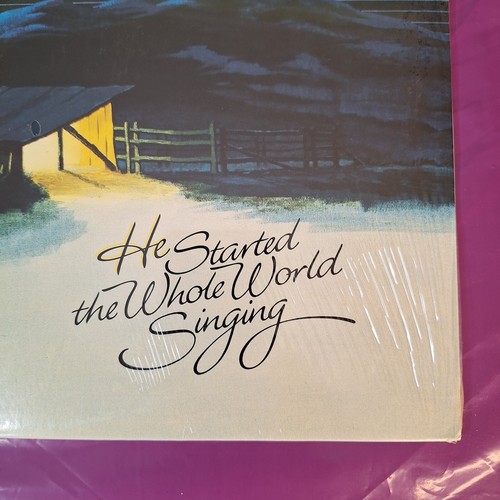 He Started
the Whole World
Singing